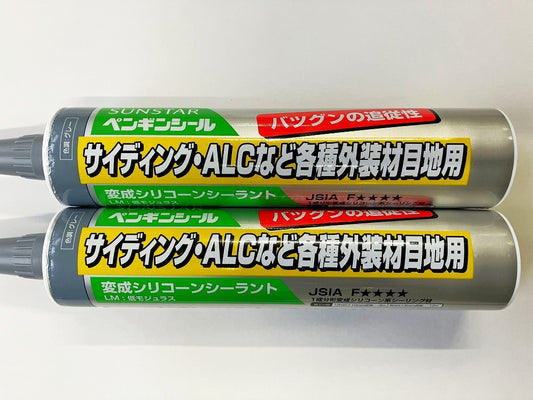 SUNSTAR
ペンギンシール
バツグンの追従性
色調:グレー
サイディング・ALCなど各種外装材目地用
変成シリコーンシーラント
LM:低モジュラス
JSIA F★★★★
ペンギンシール
バツグンの追従性
色調:グレー
サイディング・ALCなど各種外装材目地用
変成シリコーンシーラント
LM:低モジュラス
JSIA F★★★★
1成分形変成シリコーン系シーリング材